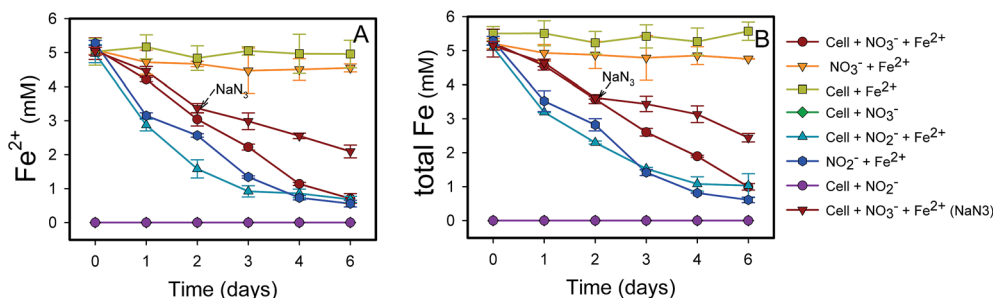 A
6
5
4
3
2
1
0
Fe²⁺ (mM)
NaN₃
0 1 2 3 4 6
Time (days)
B
6
5
4
3
2
1
0
total Fe (mM)
NaN₃
0 1 2 3 4 6
Time (days)
Cell + NO₃⁻ + Fe²⁺
NO₃⁻ + Fe²⁺
Cell + Fe²⁺
Cell + NO₃⁻
Cell + NO₂⁻ + Fe²⁺
NO₂⁻ + Fe²⁺
Cell + NO₂⁻
Cell + NO₃⁻ + Fe²⁺ (NaN3)